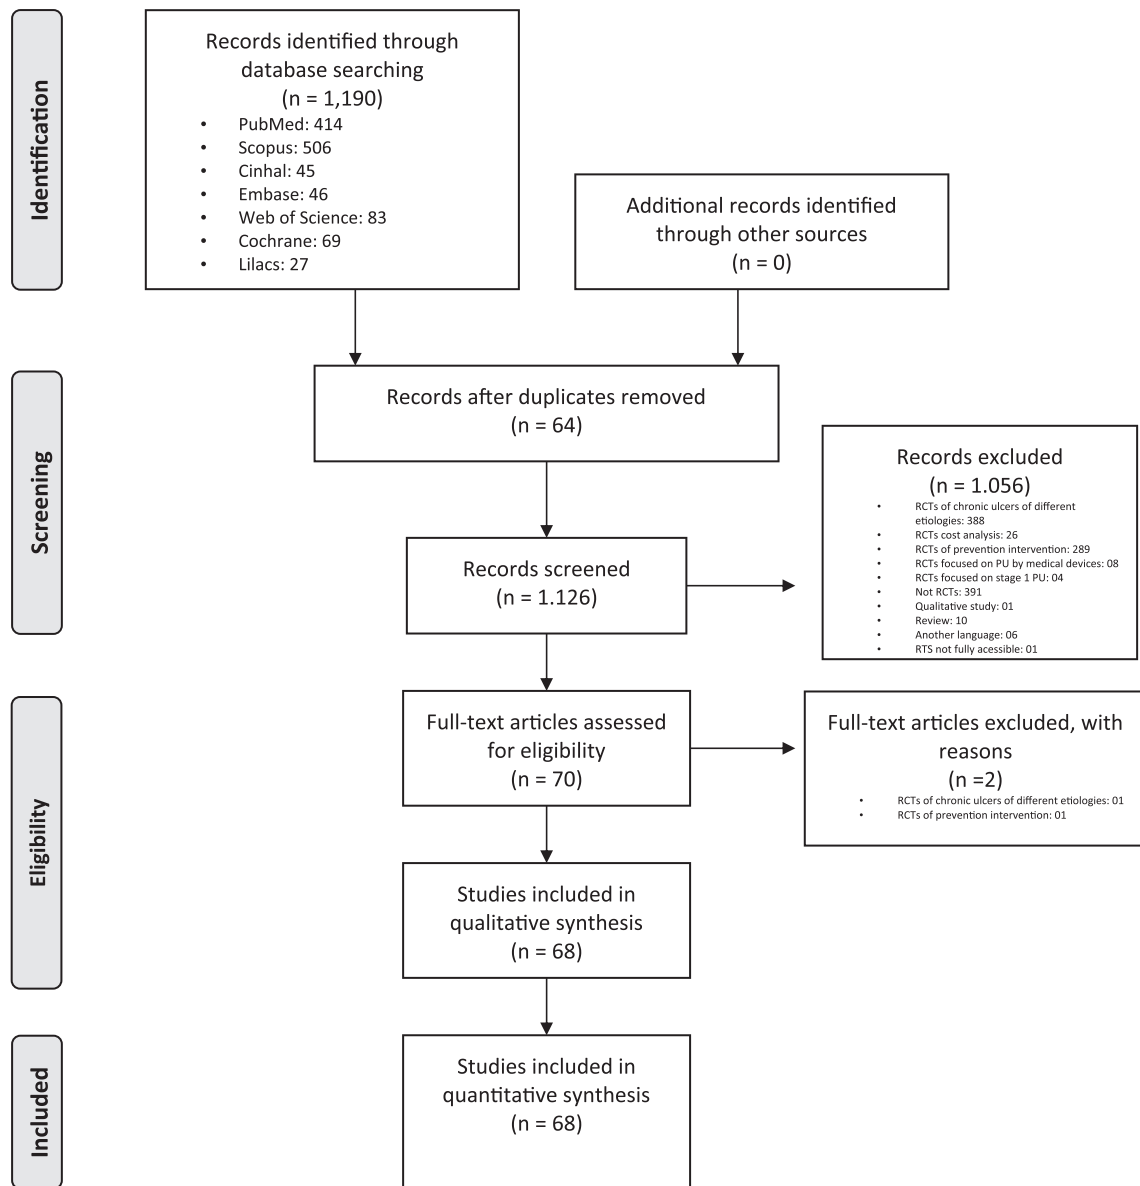 Identification
Records identified through
database searching
(n = 1,190)
• PubMed: 414
• Scopus: 506
• Cinhal: 45
• Embase: 46
• Web of Science: 83
• Cochrane: 69
• Lilacs: 27
Additional records identified
through other sources
(n = 0)
Screening
Records after duplicates removed
(n = 64)
Records screened
(n = 1.126)
Records excluded
(n = 1.056)
• RCTs of chronic ulcers of different
etiologies: 388
• RCTs cost analysis: 26
• RCTs of prevention intervention: 289
• RCTs focused on PU by medical devices: 08
• RCTs focused on stage 1 PU: 04
• Not RCTs: 391
• Qualitative study: 01
• Review: 10
• Another language: 06
• RTS not fully acessible: 01
Eligibility
Full-text articles assessed
for eligibility
(n = 70)
Full-text articles excluded, with
reasons
(n =2)
• RCTs of chronic ulcers of different etiologies: 01
• RCTs of prevention intervention: 01
Studies included in
qualitative synthesis
(n = 68)
Included
Studies included in
quantitative synthesis
(n = 68)